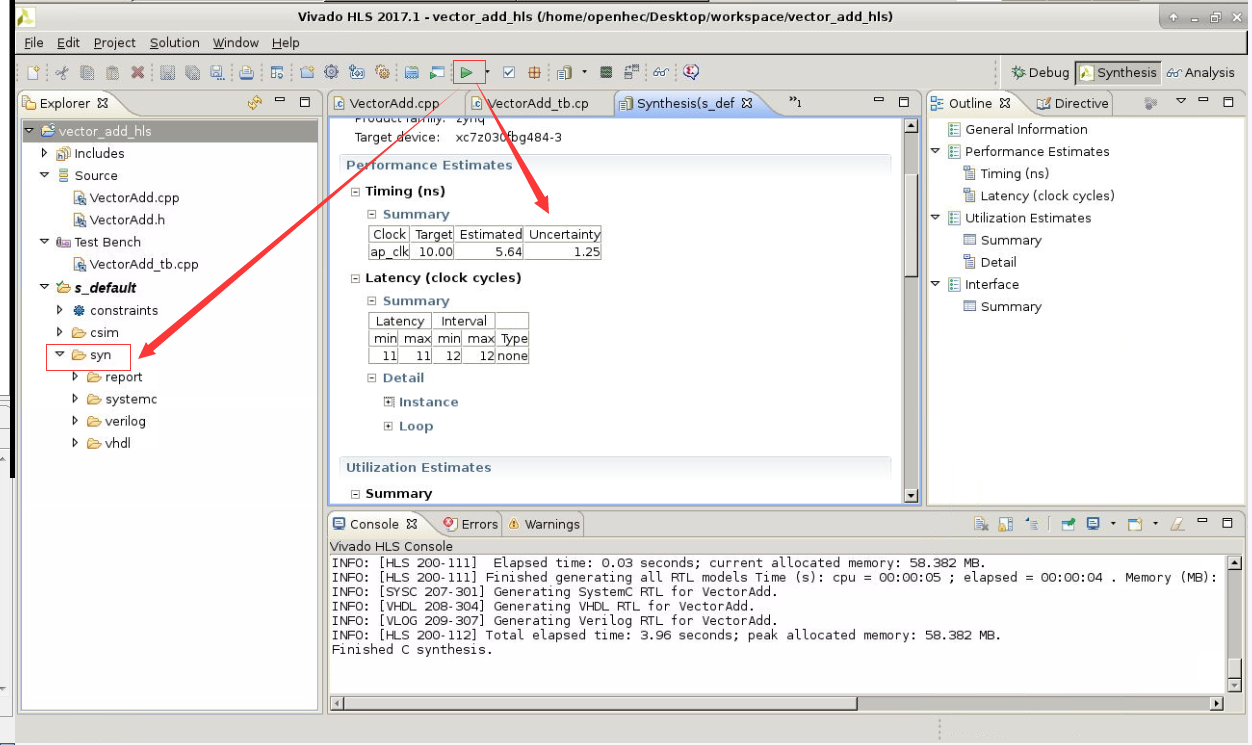 Vivado HLS 2017.1 - vector_add_hls (/home/openhec/Desktop/workspace/vector_add_hls)
File Edit Project Solution Window Help
Debug Synthesis Analysis
Explorer
vector_add_hls
Includes
Source
VectorAdd.cpp
VectorAdd.h
Test Bench
VectorAdd_tb.cpp
s_default
constraints
csim
syn
report
systemc
verilog
vhdl
VectorAdd.cpp VectorAdd_tb.cp Synthesis(s_def »1
Product family: zynq
Target device: xc7z030fbg484-3
Performance Estimates
Timing (ns)
Summary
Clock Target Estimated Uncertainty
ap_clk 10.00 5.64 1.25
Latency (clock cycles)
Summary
Latency Interval
min max min max Type
11 11 12 12 none
Detail
Instance
Loop
Utilization Estimates
Summary
Outline Directive
General Information
Performance Estimates
Timing (ns)
Latency (clock cycles)
Utilization Estimates
Summary
Detail
Interface
Summary
Console Errors Warnings
Vivado HLS Console
INFO: [HLS 200-111]  Elapsed time: 0.03 seconds; current allocated memory: 58.382 MB.
INFO: [HLS 200-111] Finished generating all RTL models Time (s): cpu = 00:00:05 ; elapsed = 00:00:04 . Memory (MB):
INFO: [SYSC 207-301] Generating SystemC RTL for VectorAdd.
INFO: [VHDL 208-304] Generating VHDL RTL for VectorAdd.
INFO: [VLOG 209-307] Generating Verilog RTL for VectorAdd.
INFO: [HLS 200-112] Total elapsed time: 3.96 seconds; peak allocated memory: 58.382 MB.
Finished C synthesis.